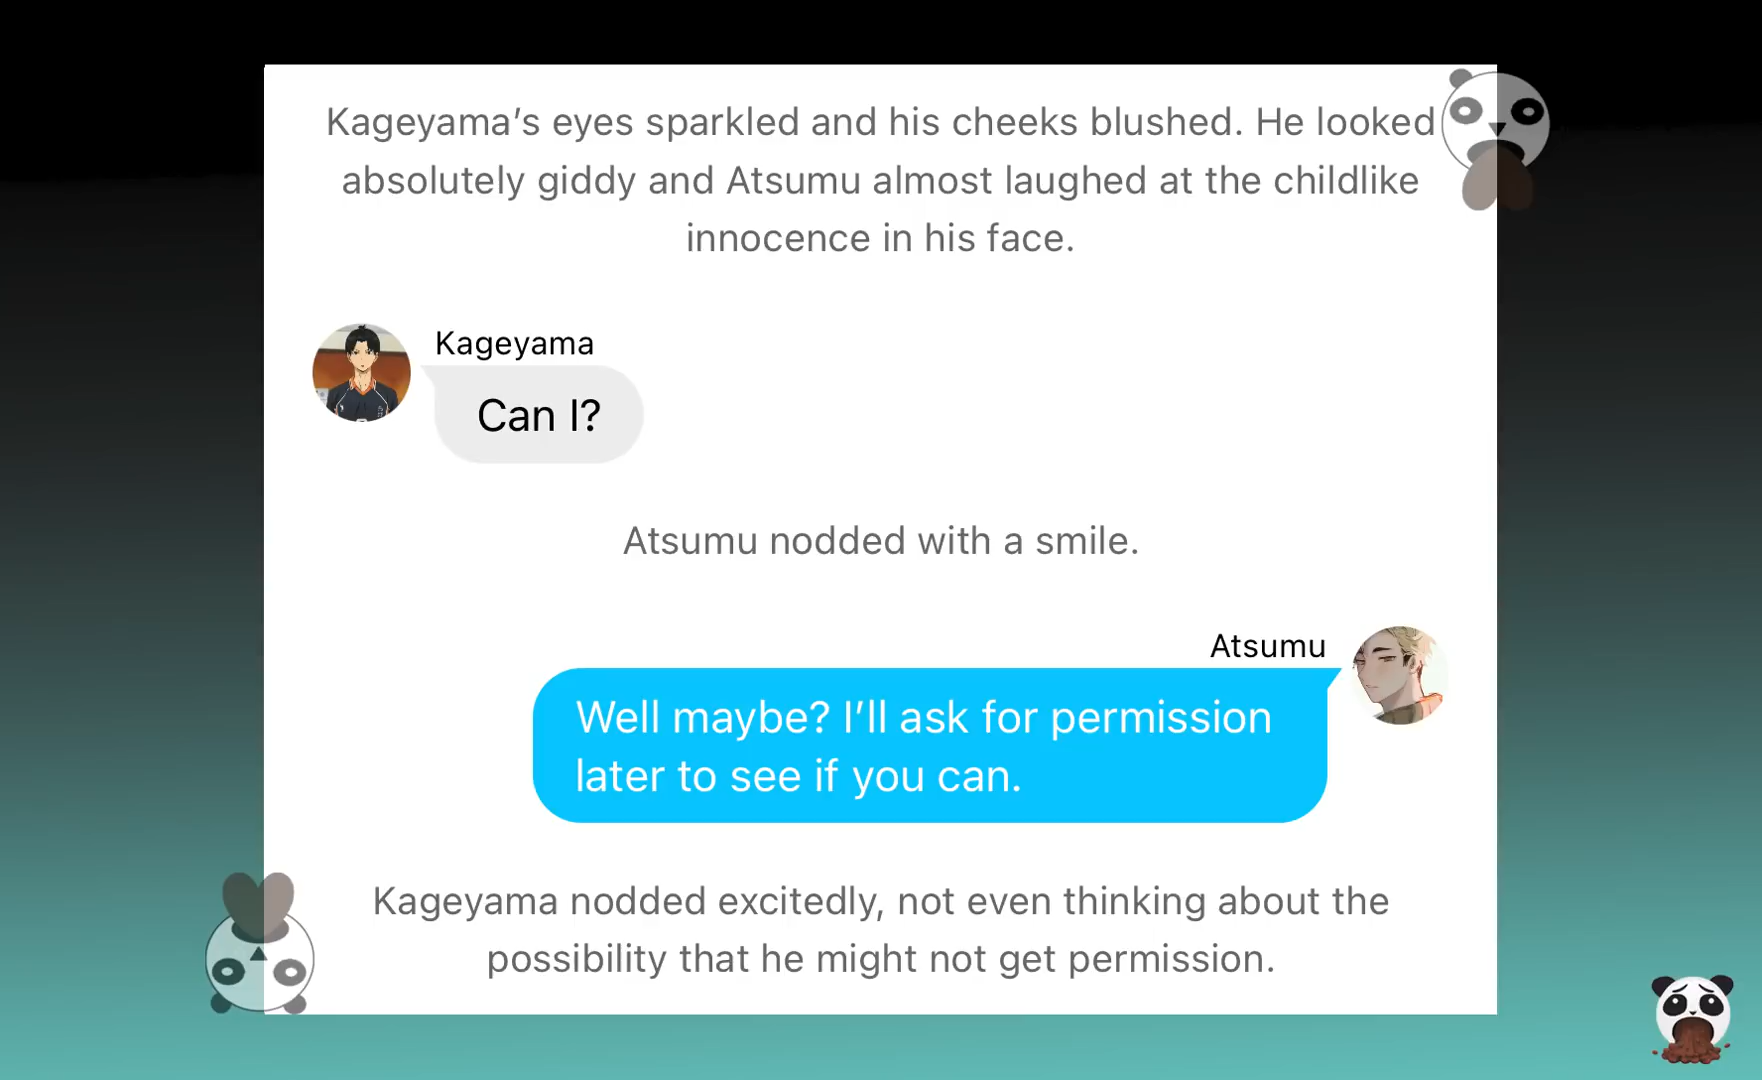 Kageyama’s eyes sparkled and his cheeks blushed. He looked
absolutely giddy and Atsumu almost laughed at the childlike
innocence in his face.
Kageyama
Can I?
Atsumu nodded with a smile.
Atsumu
Well maybe? I’ll ask for permission
later to see if you can.
Kageyama nodded excitedly, not even thinking about the
possibility that he might not get permission.